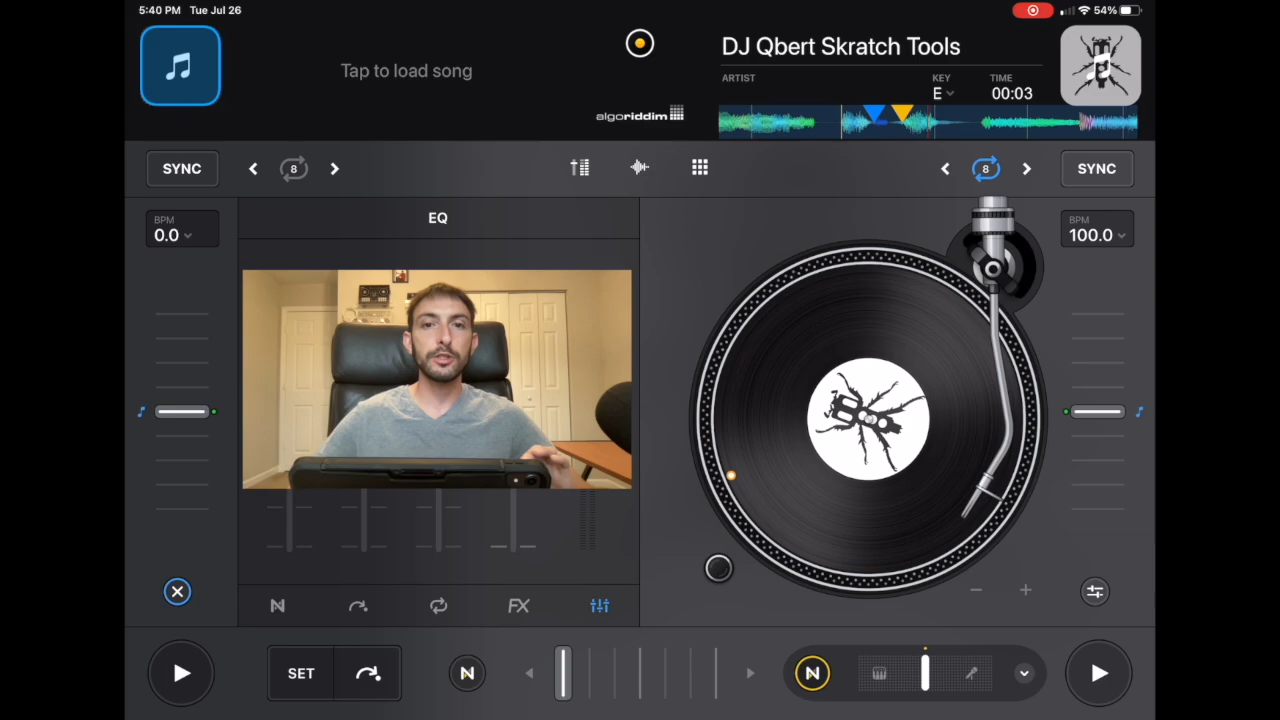 5:40 PM Tue Jul 26
54%
Tap to load song
algoriddim
DJ Qbert Skratch Tools
ARTIST
KEY
TIME
E
00:03
SYNC
8
8
SYNC
BPM
0.0
EQ
BPM
100.0
FX
SET